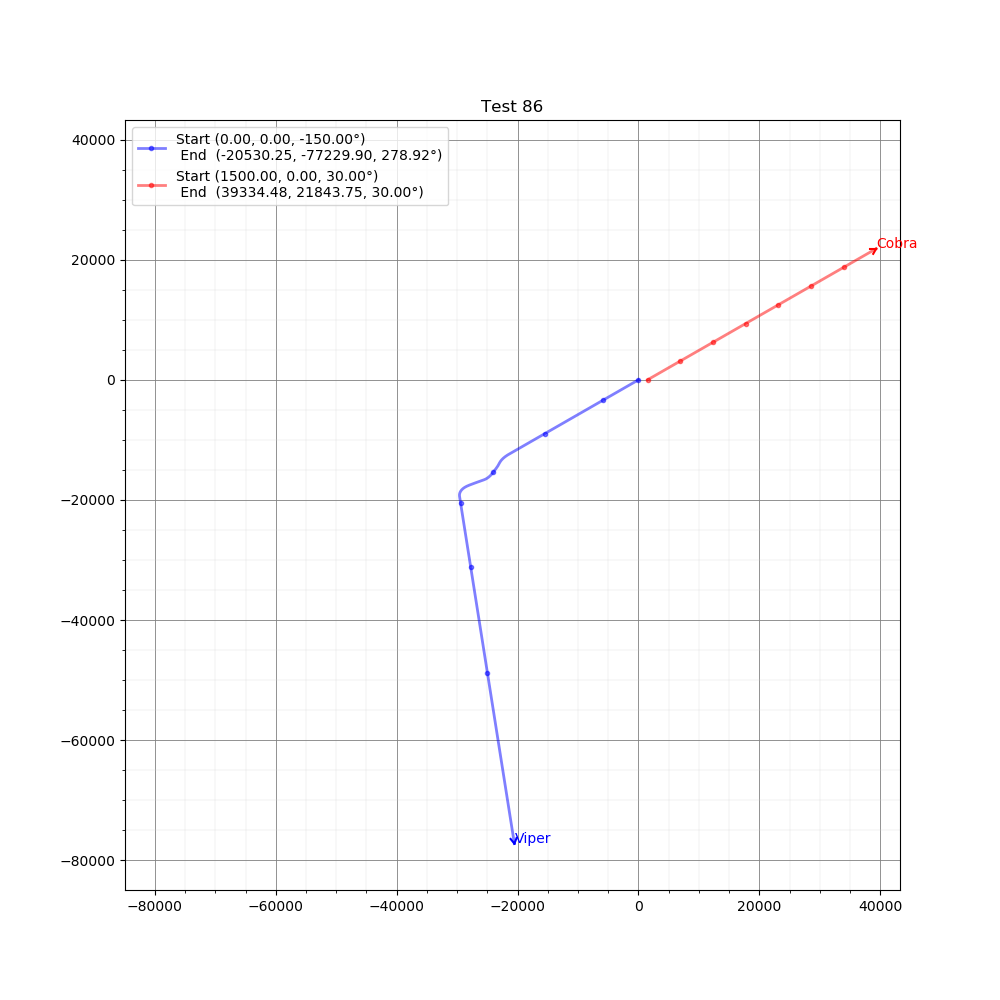 Test 86
Start (0.00, 0.00, -150.00°)
End (-20530.25, -77229.90, 278.92°)
Start (1500.00, 0.00, 30.00°)
End (39334.48, 21843.75, 30.00°)
40000
20000
0
−20000
−40000
−60000
−80000
Cobra
Viper
−80000 −60000 −40000 −20000 0 20000 40000